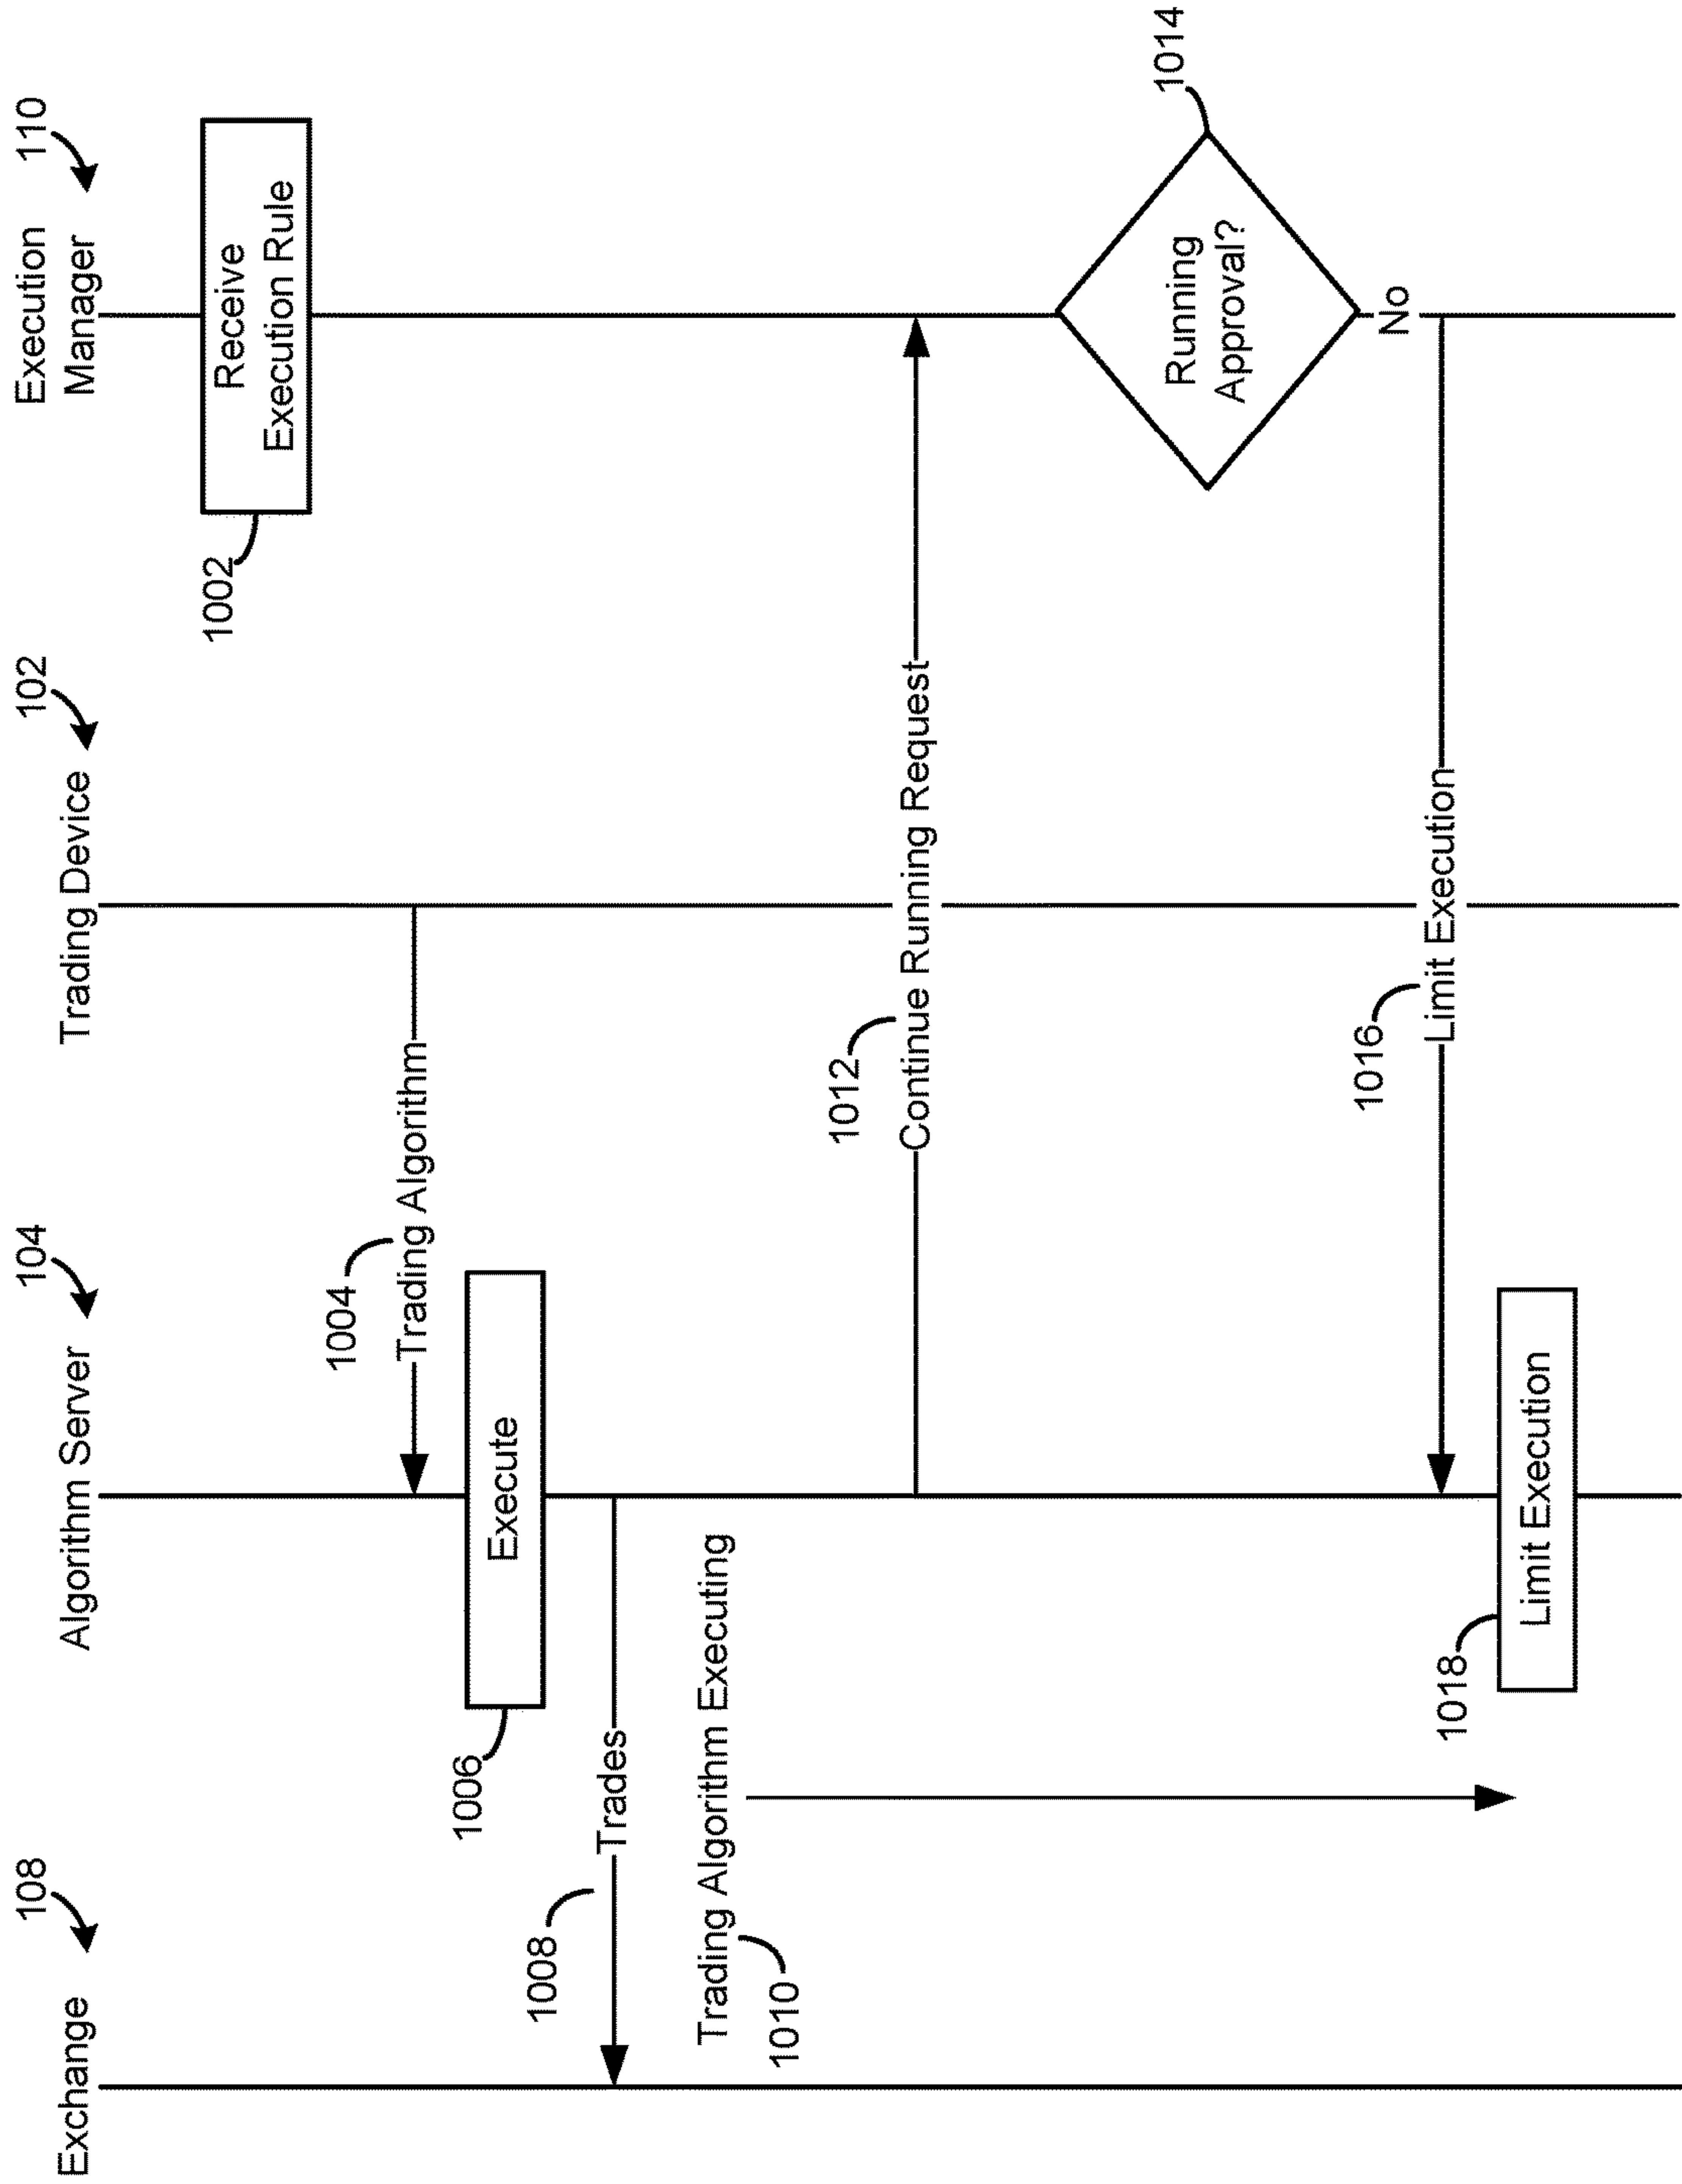 108
Exchange
104
Algorithm Server
102
Trading Device
110
Execution
Manager
1002
Receive
Execution Rule
1004
Trading Algorithm
1006
Execute
1008
Trades
Trading Algorithm Executing
1010
1012
Continue Running Request
1014
Running
Approval?
No
1016
Limit Execution
1018
Limit Execution